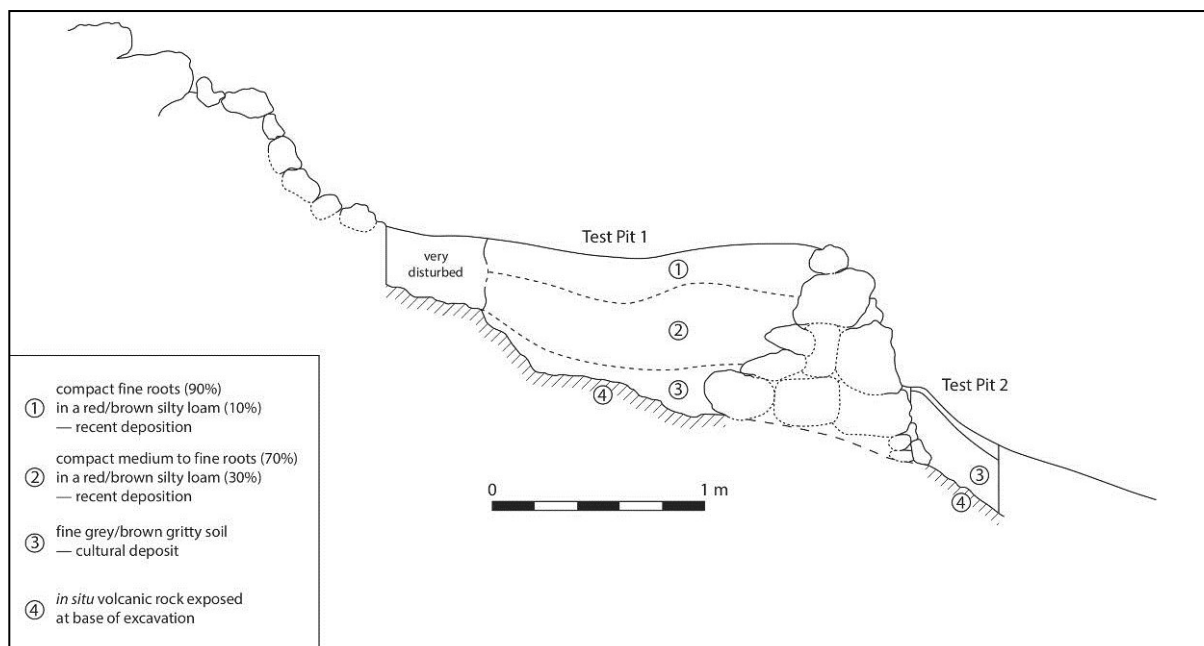 Test Pit 1
very
disturbed
①
②
③
④
Test Pit 2
③
④
0 1 m
① compact fine roots (90%)
in a red/brown silty loam (10%)
— recent deposition
② compact medium to fine roots (70%)
in a red/brown silty loam (30%)
— recent deposition
③ fine grey/brown gritty soil
— cultural deposit
④ in situ volcanic rock exposed
at base of excavation